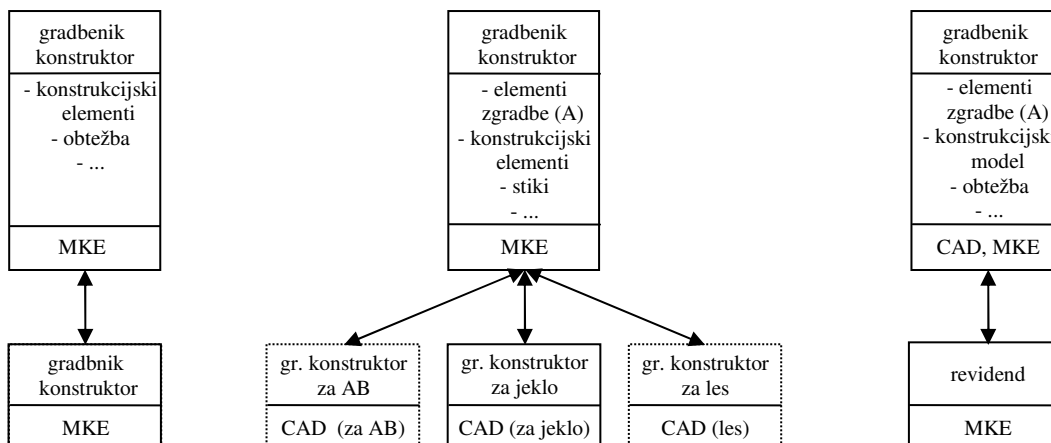 gradbenik
konstruktor
- konstrukcijski
elementi
- obtežba
- ...
MKE
gradbnik
konstruktor
MKE
gradbenik
konstruktor
- elementi
zgradbe (A)
- konstrukcijski
elementi
- stiki
- ...
MKE
gr. konstruktor
za AB
CAD (za AB)
gr. konstruktor
za jeklo
CAD (za jeklo)
gr. konstruktor
za les
CAD (les)
gradbenik
konstruktor
- elementi
zgradbe (A)
- konstrukcijski
model
- obtežba
- ...
CAD, MKE
revidend
MKE